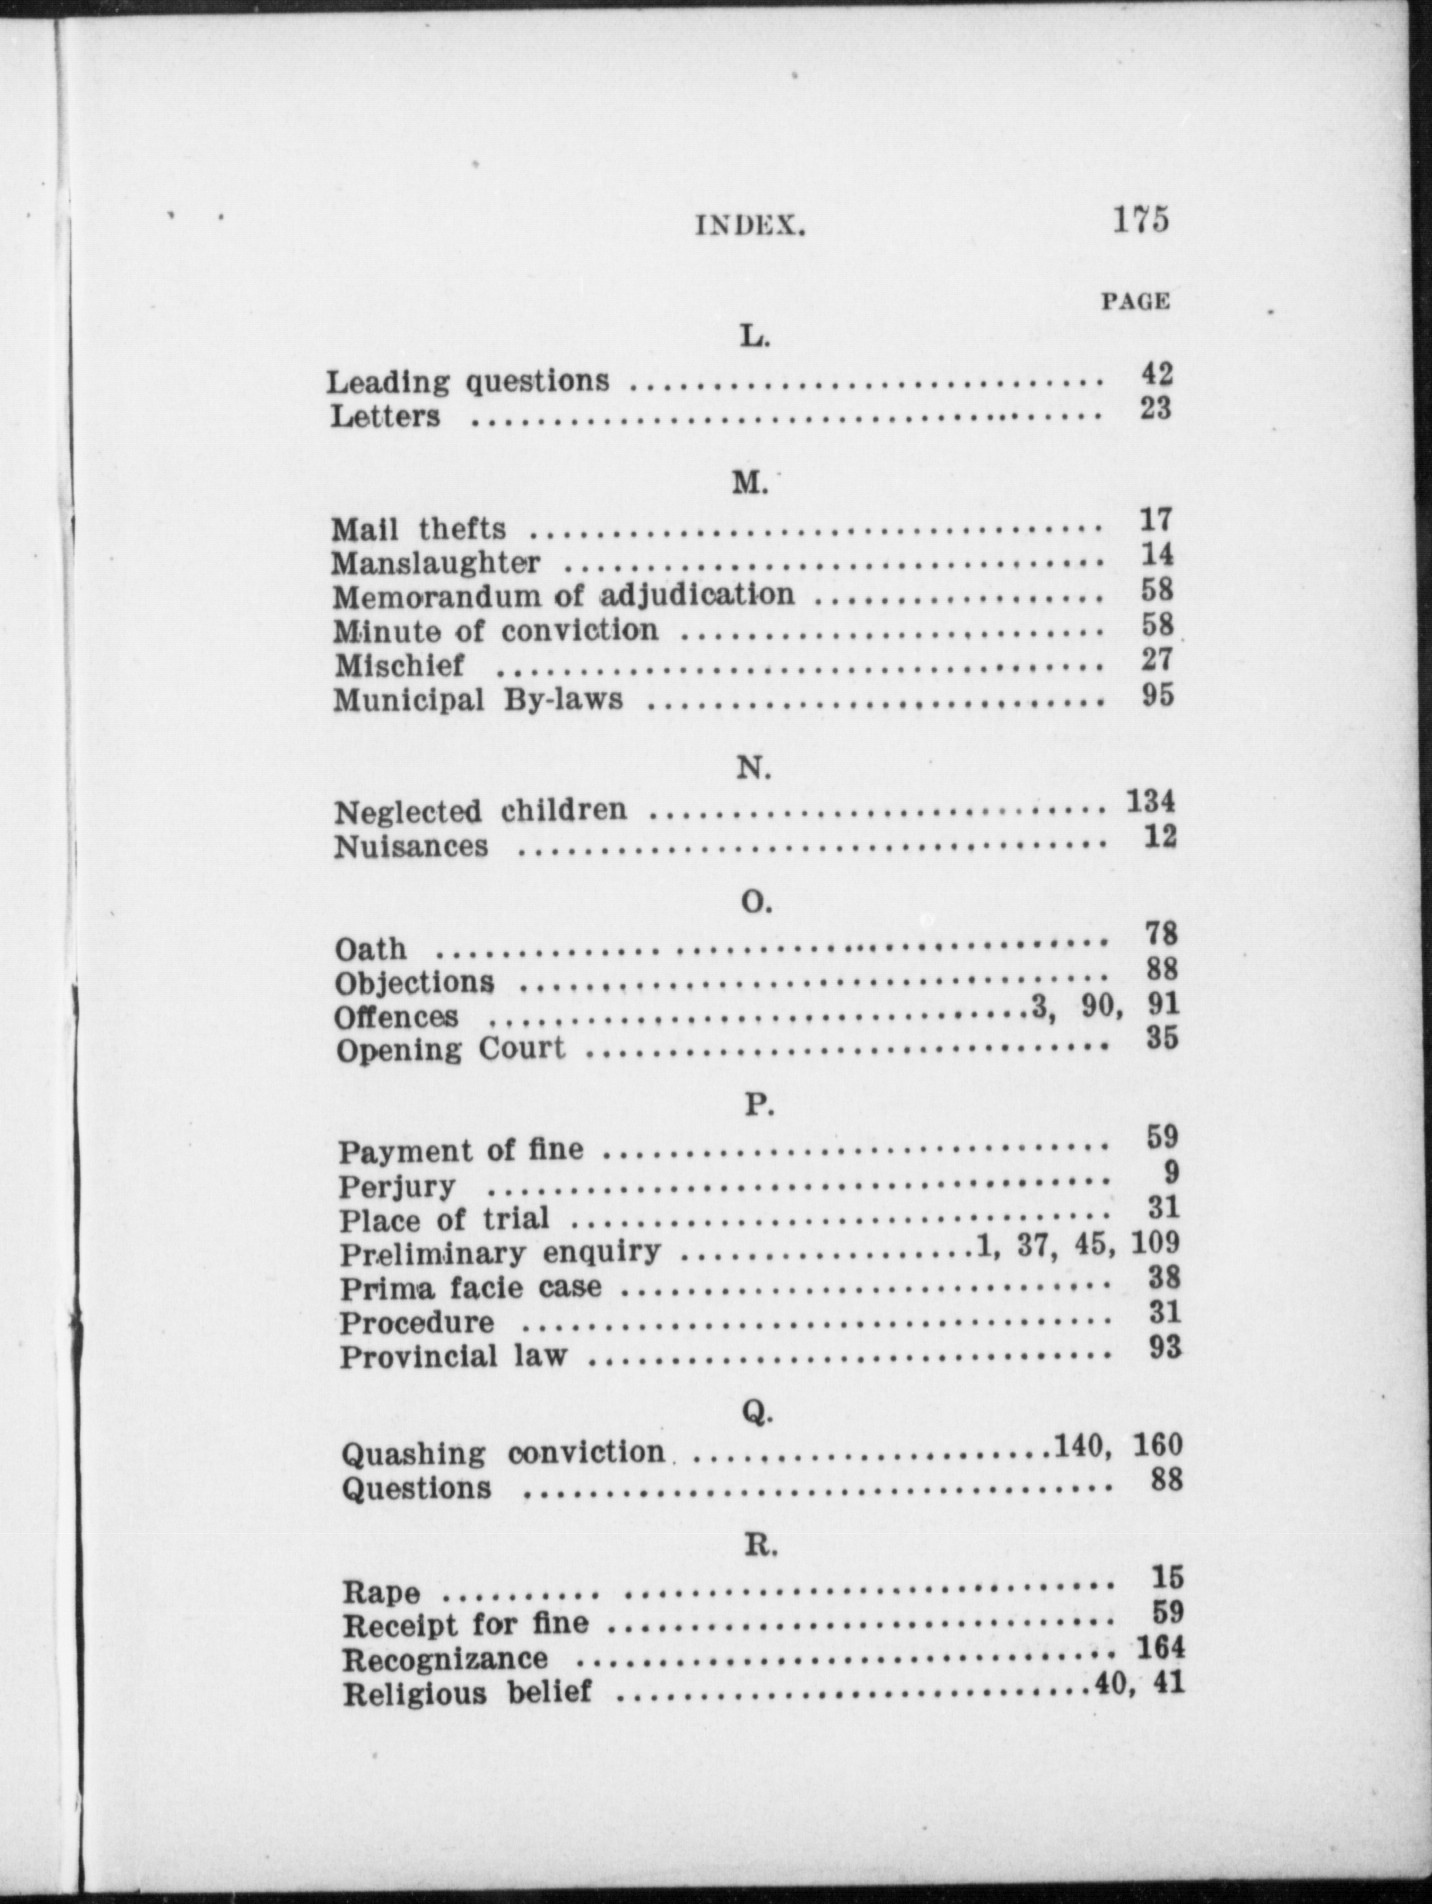 INDEX. 175
PAGE
L.
Leading questions .............................. 42
Letters ........................................ 23
M.
Mail thefts .................................... 17
Manslaughter .................................. 14
Memorandum of adjudication .................. 58
Minute of conviction .......................... 58
Mischief ...................................... 27
Municipal By-laws ............................ 95
N.
Neglected children ............................ 134
Nuisances .................................... 12
O.
Oath .......................................... 78
Objections .................................... 88
Offences .................................3, 90, 91
Opening Court ................................ 35
P.
Payment of fine ............................... 59
Perjury ...................................... 9
Place of trial ................................. 31
Preliminary enquiry ..................1, 37, 45, 109
Prima facie case .............................. 38
Procedure .................................... 31
Provincial law ................................ 93
Q.
Quashing conviction ......................140, 160
Questions .................................... 88
R.
Rape ........................................ 15
Receipt for fine ............................... 59
Recognizance ................................. 164
Religious belief .............................40, 41